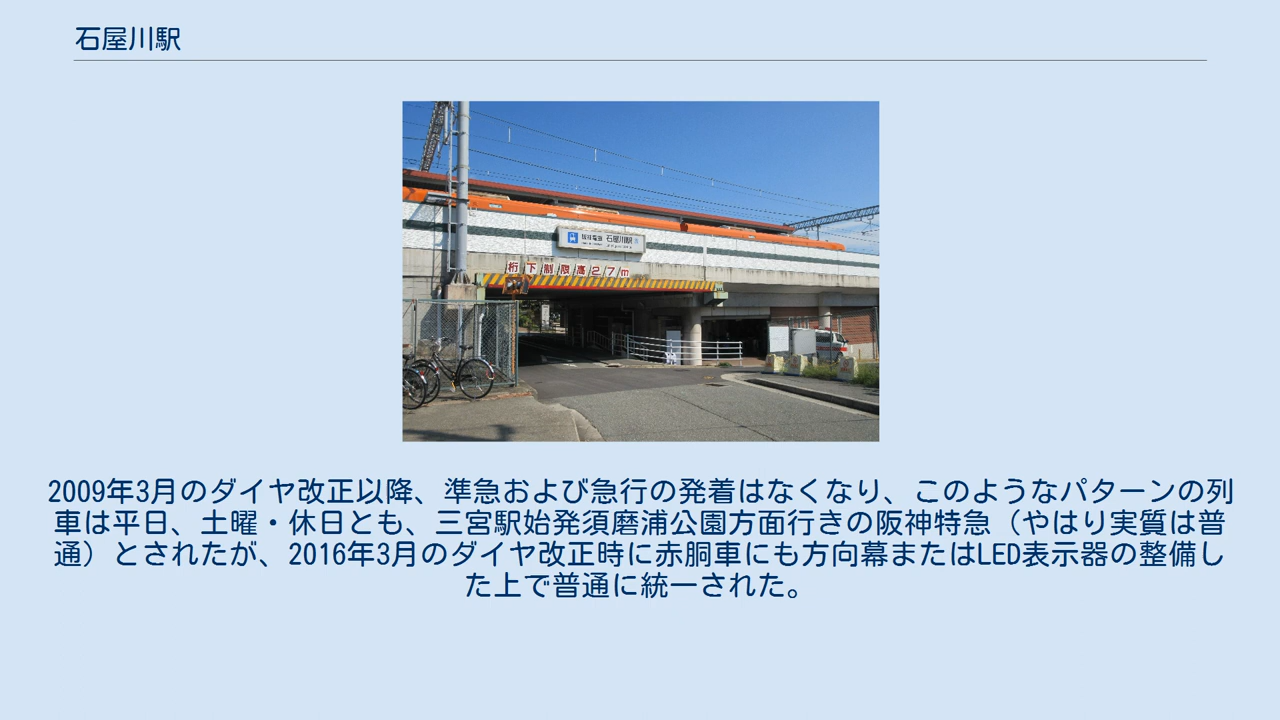 石屋川駅
石屋川駅
桁下制限高2.7m
2009年3月のダイヤ改正以降、準急および急行の発着はなくなり、このようなパターンの列
車は平日、土曜・休日とも、三宮駅始発須磨浦公園方面行きの阪神特急（やはり実質は普
通）とされたが、2016年3月のダイヤ改正時に赤胴車にも方向幕またはLED表示器の整備し
た上で普通に統一された。